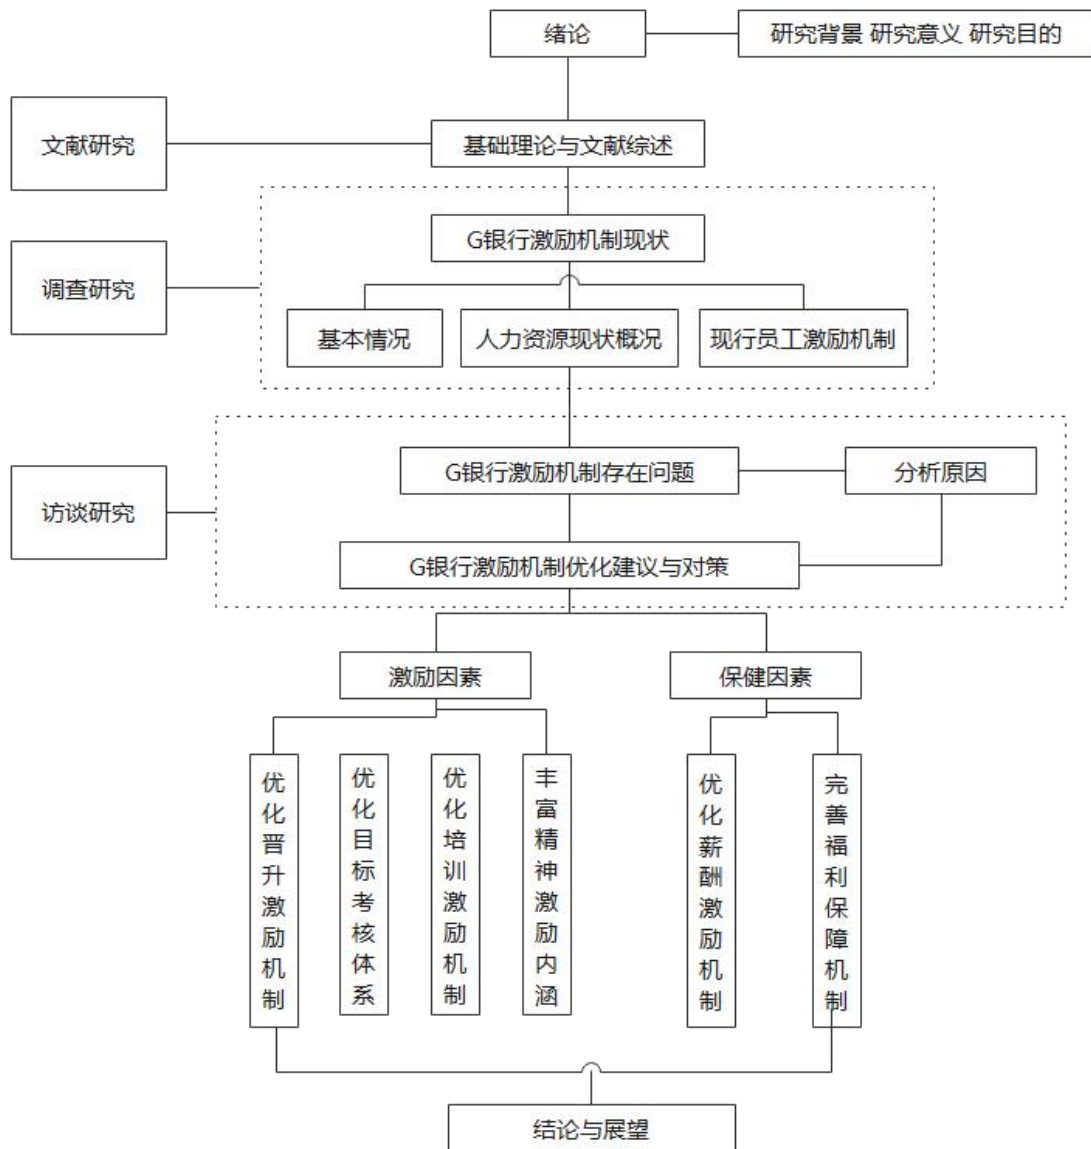 绪论
研究背景 研究意义 研究目的
文献研究
基础理论与文献综述
G银行激励机制现状
调查研究
基本情况
人力资源现状概况
现行员工激励机制
G银行激励机制存在问题
分析原因
访谈研究
G银行激励机制优化建议与对策
激励因素
保健因素
优化晋升激励机制
优化目标考核体系
优化培训激励机制
丰富精神激励内涵
优化薪酬激励机制
完善福利保障机制
结论与展望